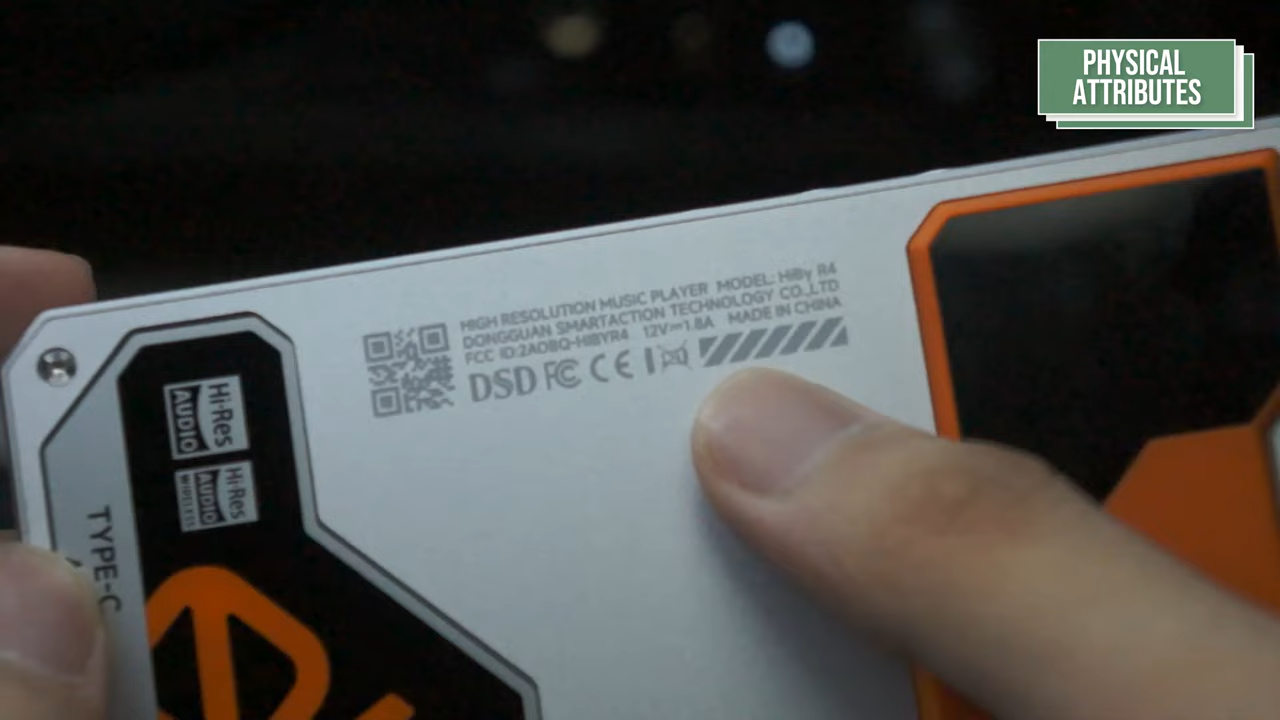 PHYSICAL
ATTRIBUTES
HIGH RESOLUTION MUSIC PLAYER MODEL: HiBy R4
DONGGUAN SMARTACTION TECHNOLOGY CO.,LTD
FCC ID:2AOBQ-HIBYR4 12V⎓1.8A MADE IN CHINA
DSD FC CE
Hi-Res
AUDIO
Hi-Res
AUDIO
WIRELESS
TYPE-C